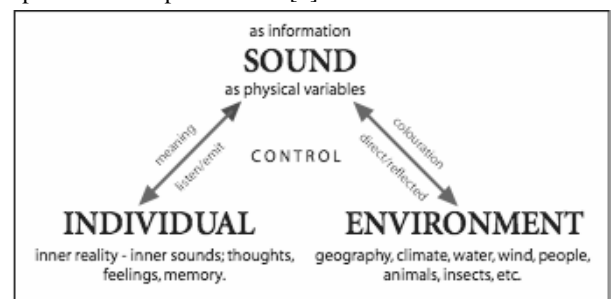 as information
SOUND
as physical variables
meaning
listen/emit
CONTROL
colouration
direct/reflected
INDIVIDUAL
inner reality - inner sounds; thoughts,
feelings, memory.
ENVIRONMENT
geography, climate, water, wind, people,
animals, insects, etc.